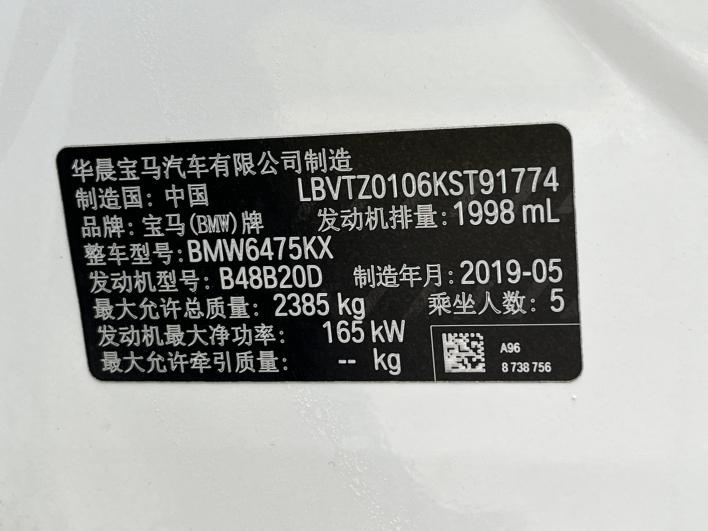 华晨宝马汽车有限公司制造
制造国: 中国 LBVTZ0106KST91774
品牌: 宝马(BMW)牌 发动机排量: 1998 mL
整车型号: BMW6475KX
发动机型号: B48B20D 制造年月: 2019-05
最大允许总质量: 2385 kg 乘坐人数: 5
发动机最大净功率: 165 kW
最大允许牵引质量: -- kg
A96
8 738 756